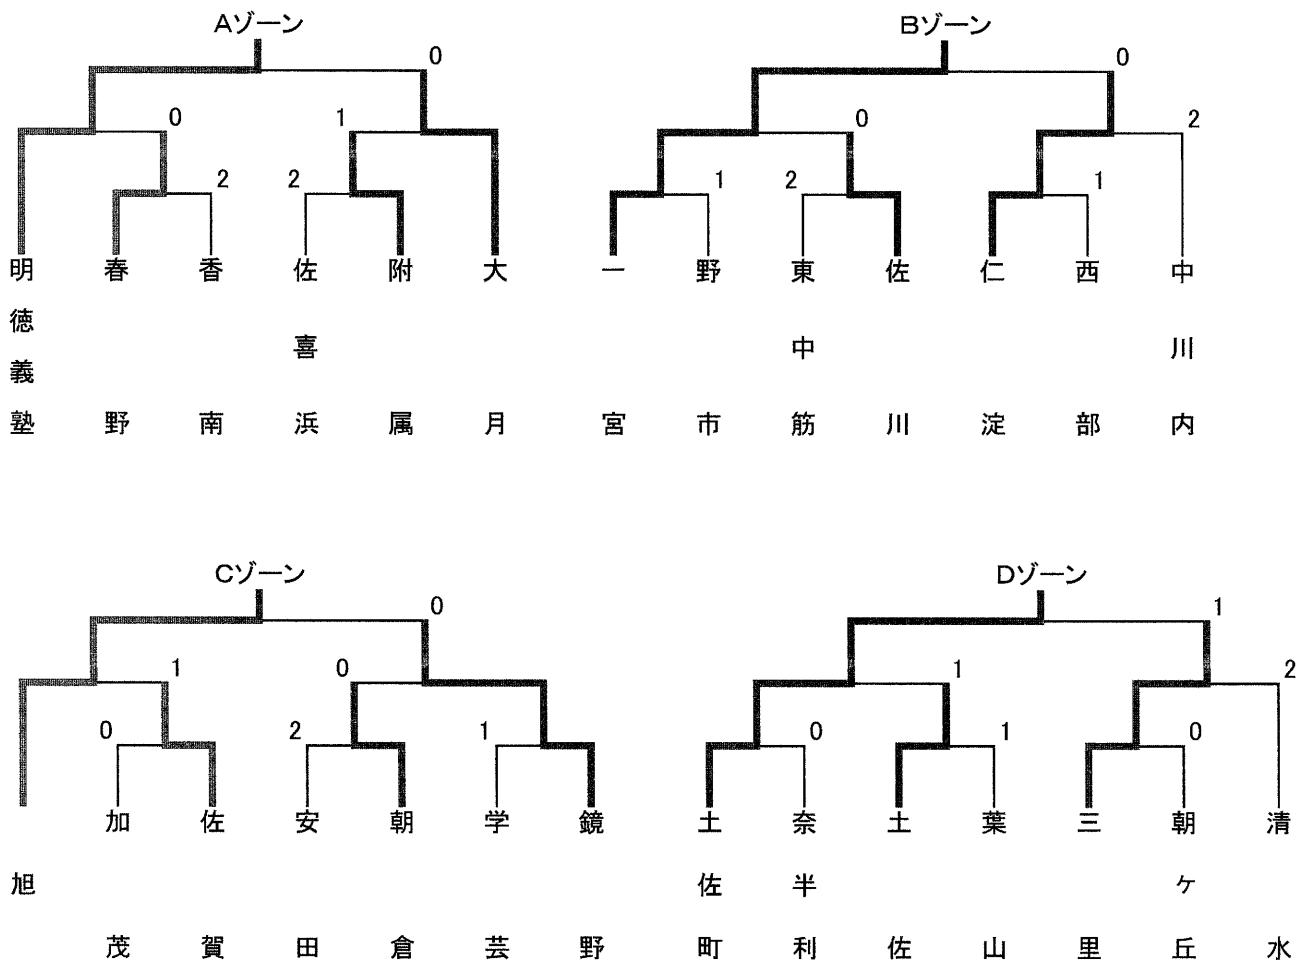 Aゾーン
0
0
1
2
2
明徳義塾
春野
香南
佐喜浜
附属
大月
Bゾーン
0
0
2
1
2
1
一宮
野市
東中筋
佐川
仁淀
西部
中川内
Cゾーン
0
1
0
0
2
1
旭
加茂
佐賀
安田
朝倉
学芸
鏡野
Dゾーン
1
1
2
0
1
0
土佐町
奈半利
土佐
葉山
三里
朝ヶ丘
清水